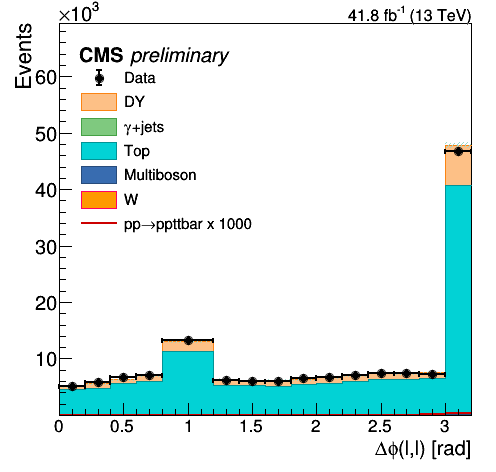 ×10³
41.8 fb⁻¹ (13 TeV)
Events
CMS preliminary
Data
DY
γ+jets
Top
Multiboson
W
pp→ppttbar x 1000
60
50
40
30
20
10
0 0.5 1 1.5 2 2.5 3
Δϕ(l,l) [rad]